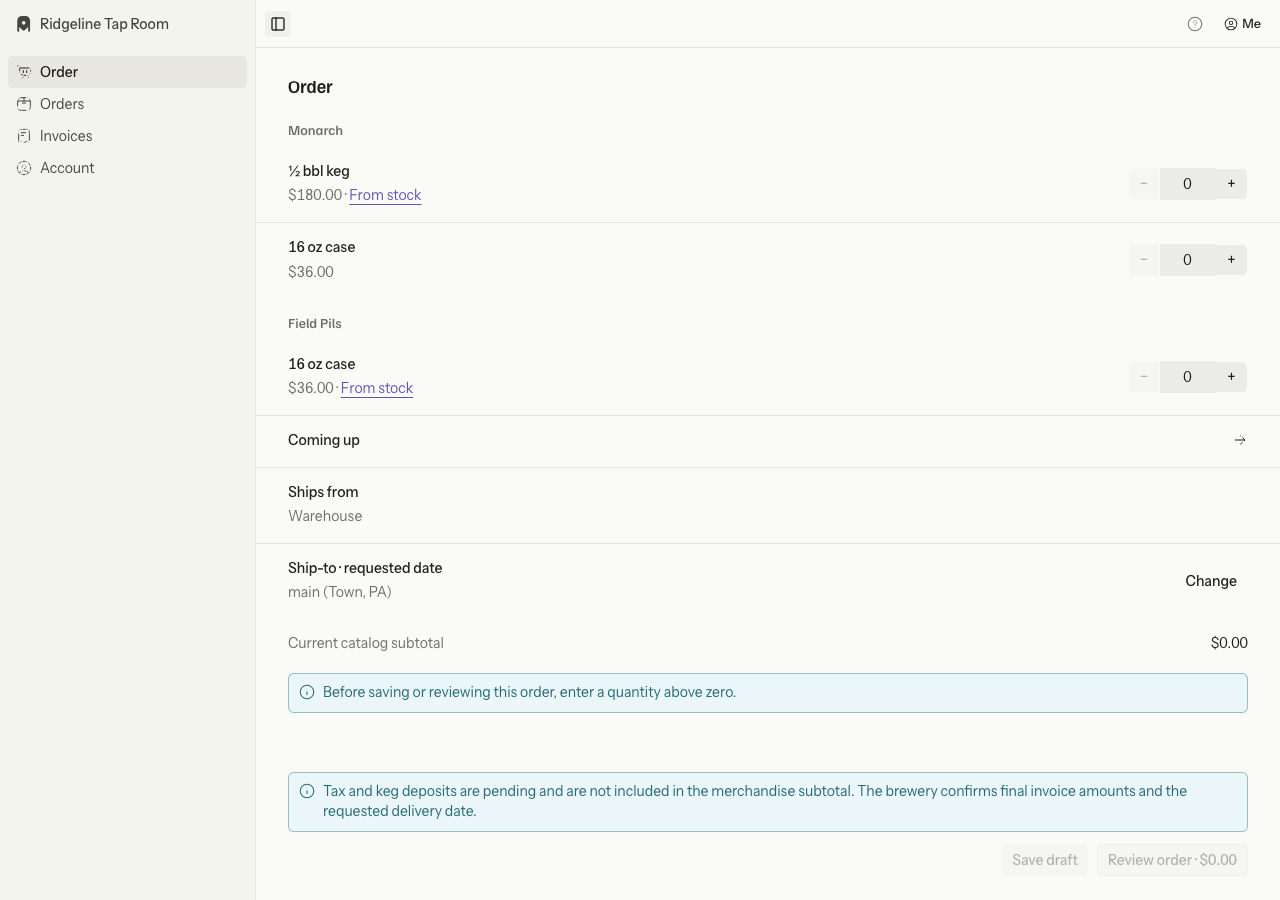 Ridgeline Tap Room
Me
Order
Orders
Invoices
Account
Order
Monarch
½ bbl keg
$180.00 · From stock
− 0 +
16 oz case
$36.00
− 0 +
Field Pils
16 oz case
$36.00 · From stock
− 0 +
Coming up
Ships from
Warehouse
Ship-to · requested date
main (Town, PA)
Change
Current catalog subtotal
$0.00
Before saving or reviewing this order, enter a quantity above zero.
Tax and keg deposits are pending and are not included in the merchandise subtotal. The brewery confirms final invoice amounts and the
requested delivery date.
Save draft
Review order · $0.00